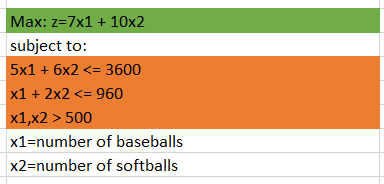 Max: z=7x1 + 10x2
subject to:
5x1 + 6x2 <= 3600
x1 + 2x2 <= 960
x1,x2 > 500
x1=number of baseballs
x2=number of softballs